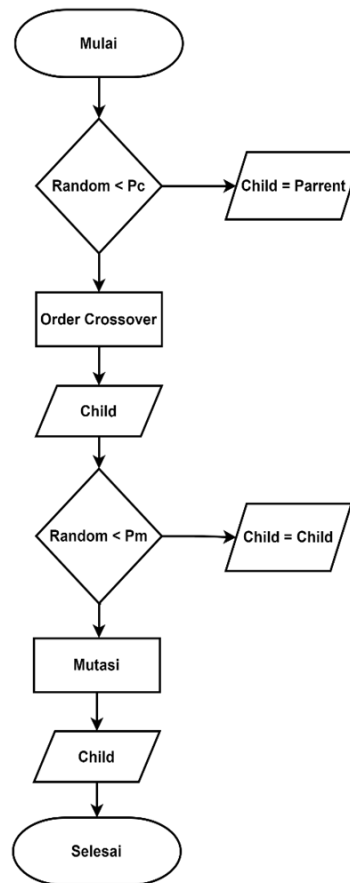 Mulai
Random < Pc
Child = Parrent
Order Crossover
Child
Random < Pm
Child = Child
Mutasi
Child
Selesai